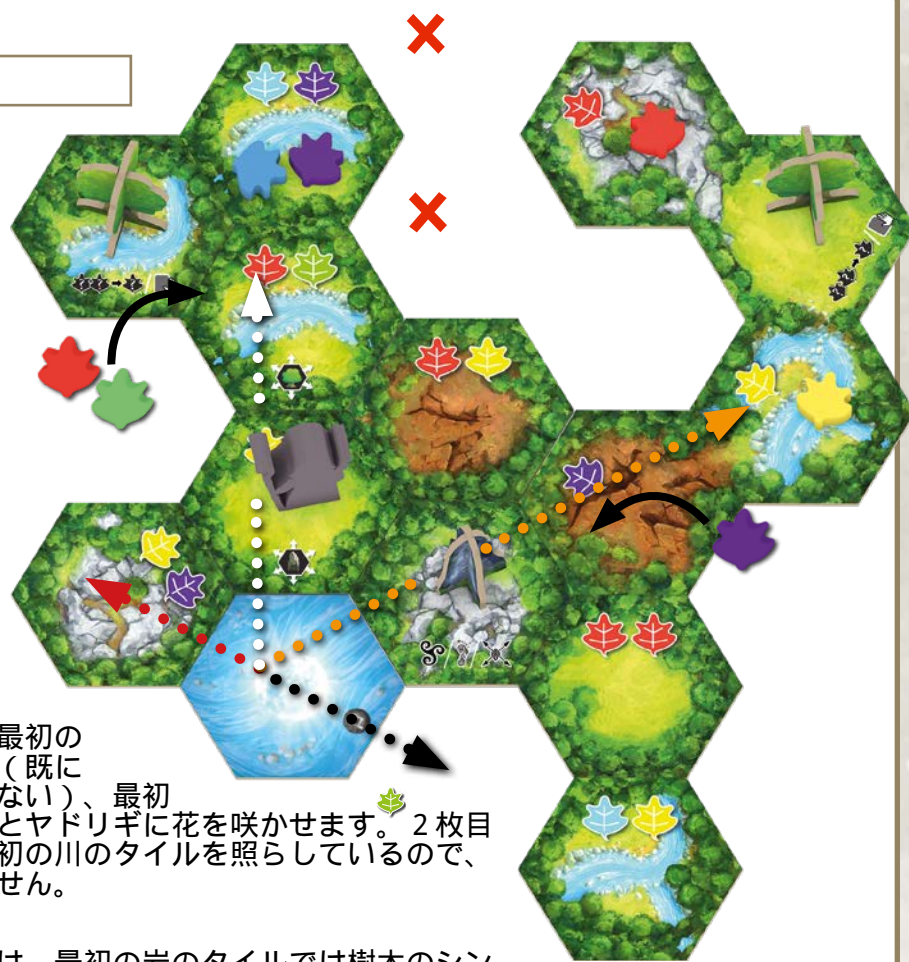 最初の
（既に
ない）、最初
とヤドリギに花を咲かせます。2枚目
初の川のタイルを照らしているので、
せん。
は、最初の岩のタイルでは樹木のシン